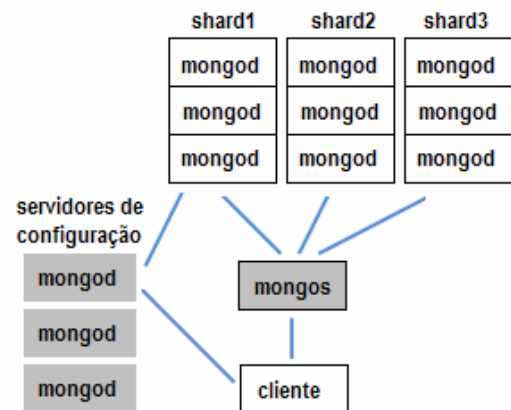 shard1 shard2 shard3
mongod mongod mongod
mongod mongod mongod
mongod mongod mongod
servidores de
configuração
mongod
mongos
mongod
mongod
cliente